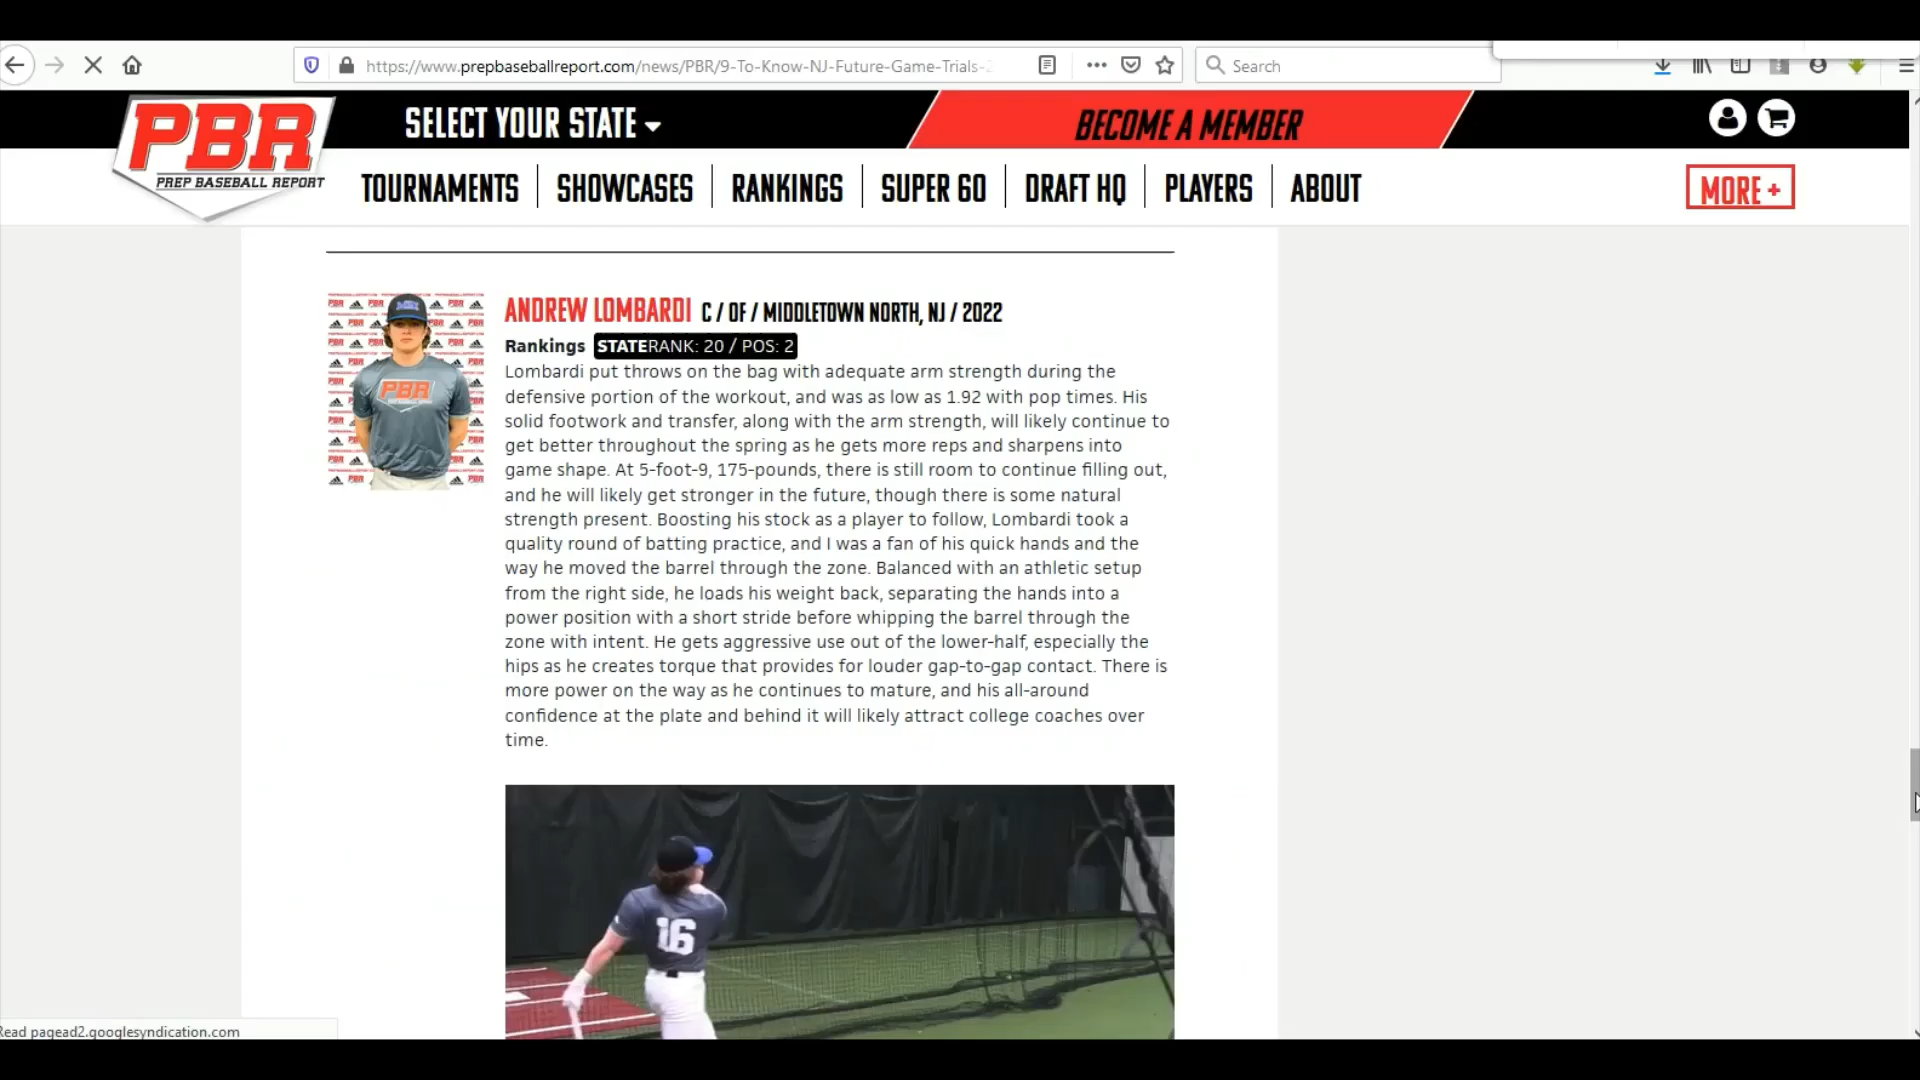 https://www.prepbaseballreport.com/news/PBR/9-To-Know-NJ-Future-Game-Trials-
Search
PBR
PREP BASEBALL REPORT
SELECT YOUR STATE
BECOME A MEMBER
TOURNAMENTS
SHOWCASES
RANKINGS
SUPER 60
DRAFT HQ
PLAYERS
ABOUT
MORE +
ANDREW LOMBARDI C / OF / MIDDLETOWN NORTH, NJ / 2022
Rankings STATERANK: 20 / POS: 2
Lombardi put throws on the bag with adequate arm strength during the
defensive portion of the workout, and was as low as 1.92 with pop times. His
solid footwork and transfer, along with the arm strength, will likely continue to
get better throughout the spring as he gets more reps and sharpens into
game shape. At 5-foot-9, 175-pounds, there is still room to continue filling out,
and he will likely get stronger in the future, though there is some natural
strength present. Boosting his stock as a player to follow, Lombardi took a
quality round of batting practice, and I was a fan of his quick hands and the
way he moved the barrel through the zone. Balanced with an athletic setup
from the right side, he loads his weight back, separating the hands into a
power position with a short stride before whipping the barrel through the
zone with intent. He gets aggressive use out of the lower-half, especially the
hips as he creates torque that provides for louder gap-to-gap contact. There is
more power on the way as he continues to mature, and his all-around
confidence at the plate and behind it will likely attract college coaches over
time.
PBR
16
Read pagead2.googlesyndication.com